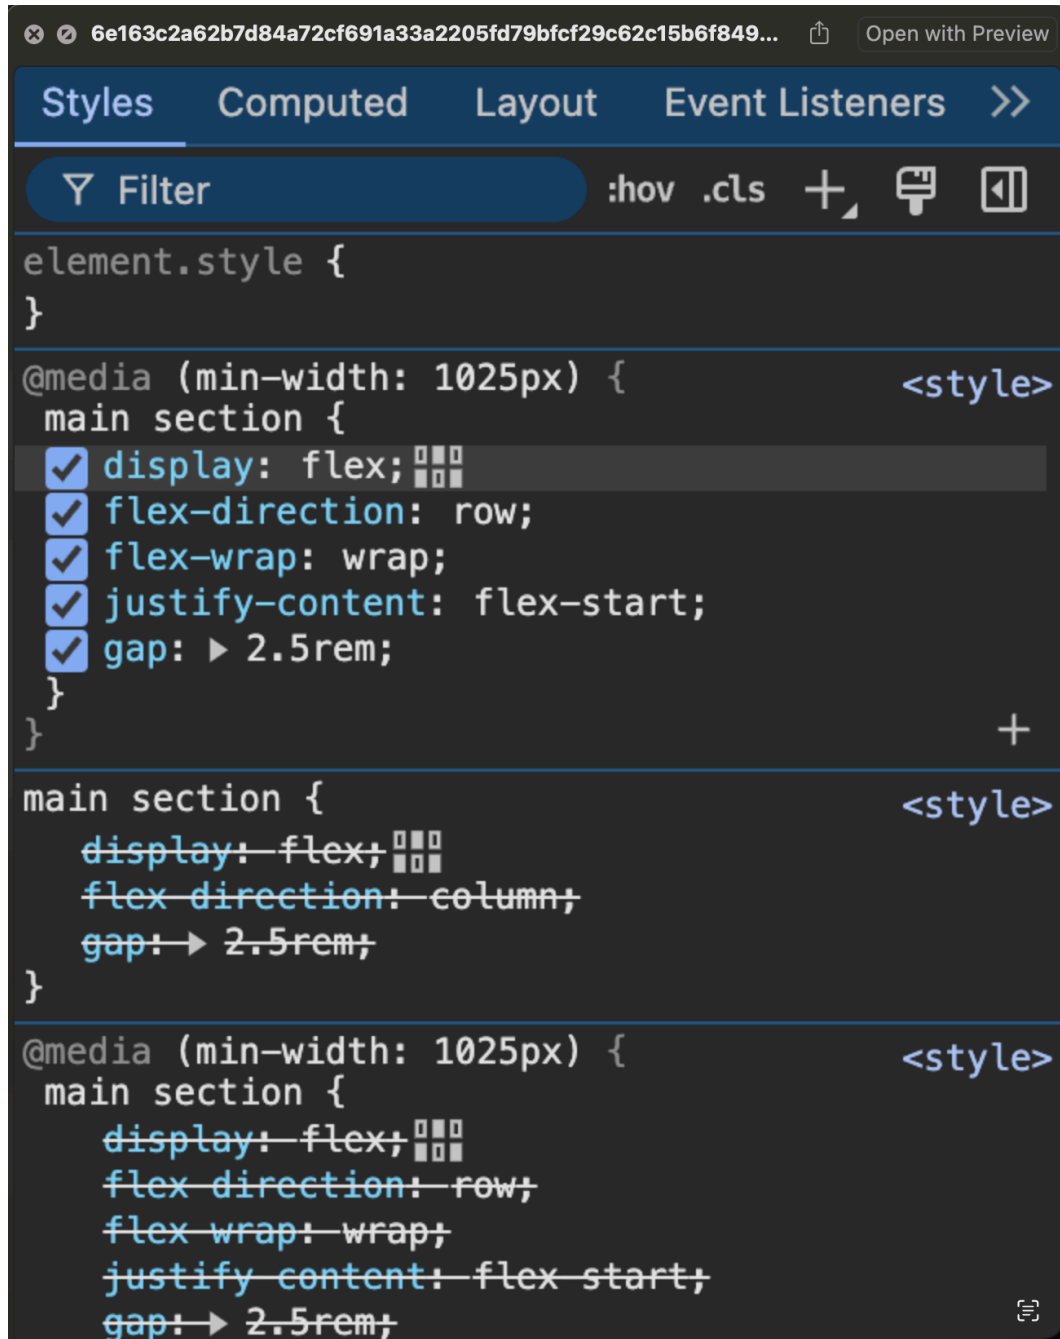 6e163c2a62b7d84a72cf691a33a2205fd79bfcf29c62c15b6f849... Open with Preview
Styles Computed Layout Event Listeners
Filter :hov .cls
element.style {
}
@media (min-width: 1025px) { <style>
main section {
display: flex;
flex-direction: row;
flex-wrap: wrap;
justify-content: flex-start;
gap: 2.5rem;
}
}
main section { <style>
display: flex;
flex-direction: column;
gap: 2.5rem;
}
@media (min-width: 1025px) { <style>
main section {
display: flex;
flex-direction: row;
flex-wrap: wrap;
justify-content: flex-start;
gap: 2.5rem;